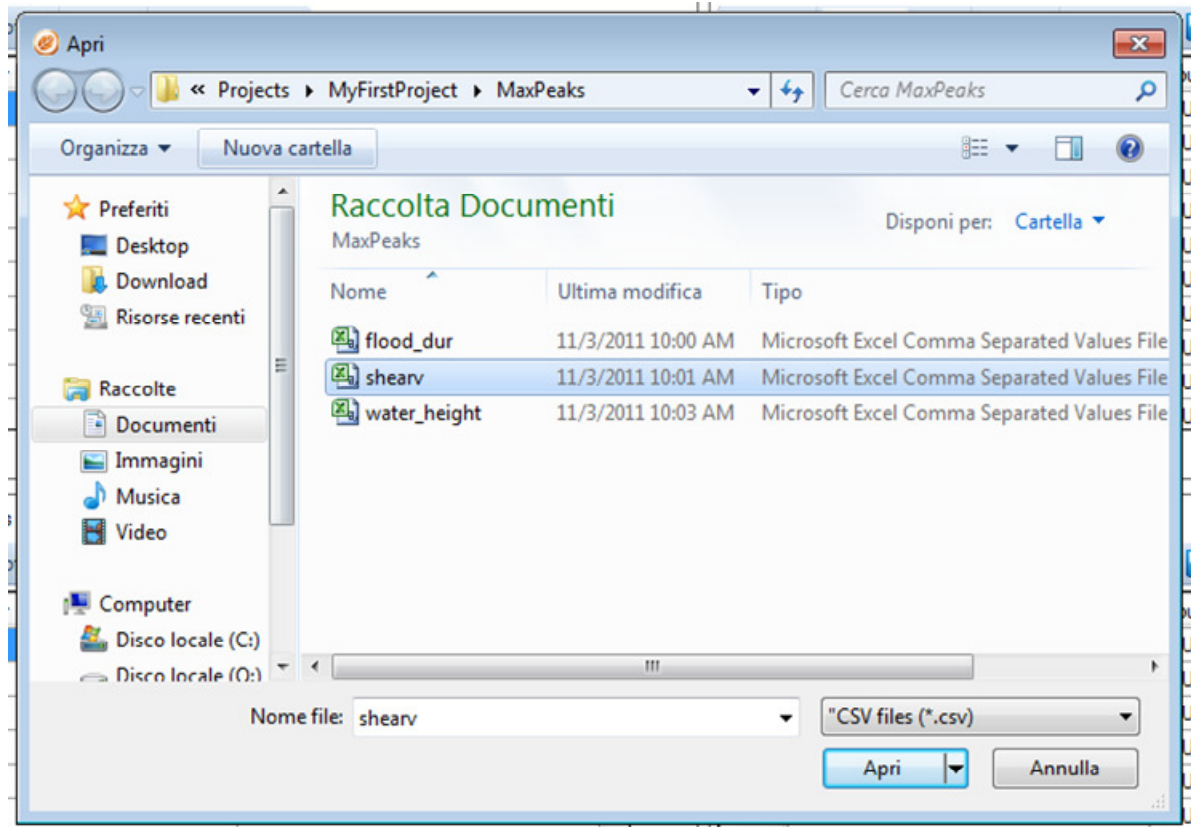 Apri
« Projects MyFirstProject MaxPeaks Cerca MaxPeaks
Organizza Nuova cartella
Preferiti
Desktop
Download
Risorse recenti
Raccolte
Documenti
Immagini
Musica
Video
Computer
Disco locale (C:)
Disco locale (Q:)
Raccolta Documenti
MaxPeaks
Disponi per: Cartella
Nome Ultima modifica Tipo
flood_dur 11/3/2011 10:00 AM Microsoft Excel Comma Separated Values File
shearv 11/3/2011 10:01 AM Microsoft Excel Comma Separated Values File
water_height 11/3/2011 10:03 AM Microsoft Excel Comma Separated Values File
Nome file: shearv "CSV files (*.csv)
Apri Annulla